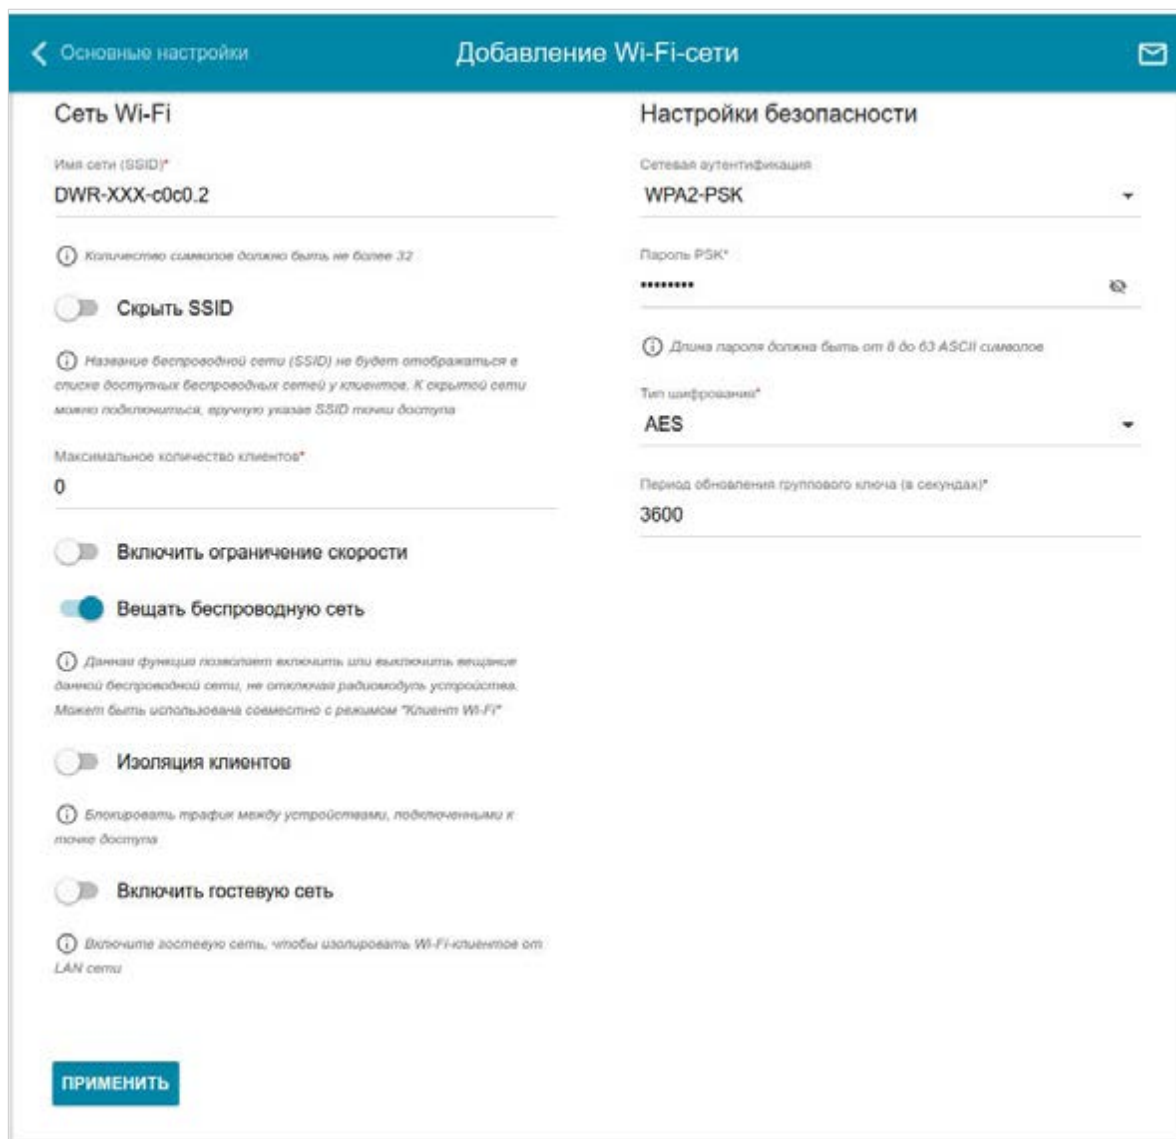 Основные настройки
Добавление Wi-Fi-сети
Сеть Wi-Fi
Имя сети (SSID)*
DWR-XXX-c0c0.2
Количество символов должно быть не более 32
Скрыть SSID
Название беспроводной сети (SSID) не будет отображаться в
списке доступных беспроводных сетей у клиентов. К скрытой сети
можно подключиться, вручную указав SSID точки доступа
Максимальное количество клиентов*
0
Включить ограничение скорости
Вещать беспроводную сеть
Данная функция позволяет включить или выключить вещание
данной беспроводной сети, не отключая радиомодуль устройства.
Может быть использована совместно с режимом "Клиент Wi-Fi"
Изоляция клиентов
Блокировать трафик между устройствами, подключенными к
точке доступа
Включить гостевую сеть
Включите гостевую сеть, чтобы изолировать Wi-Fi-клиентов от
LAN сети
ПРИМЕНИТЬ
Настройки безопасности
Сетевая аутентификация
WPA2-PSK
Пароль PSK*
••••••••
Длина пароля должна быть от 8 до 63 ASCII символов
Тип шифрования*
AES
Период обновления группового ключа (в секундах)*
3600